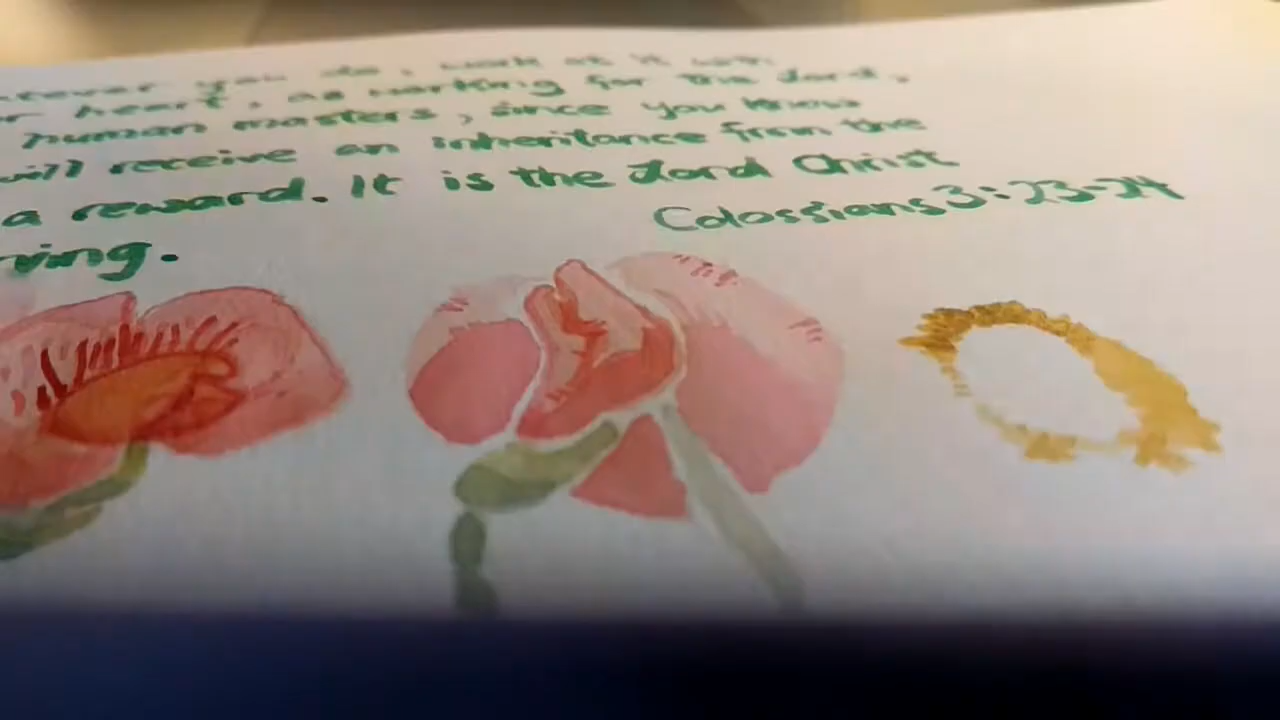 you do, work at it with
heart, as working for the Lord,
human masters, since you know
will receive an inheritance from the
a reward. It is the Lord Christ
Colossians 3:23-24
ving.